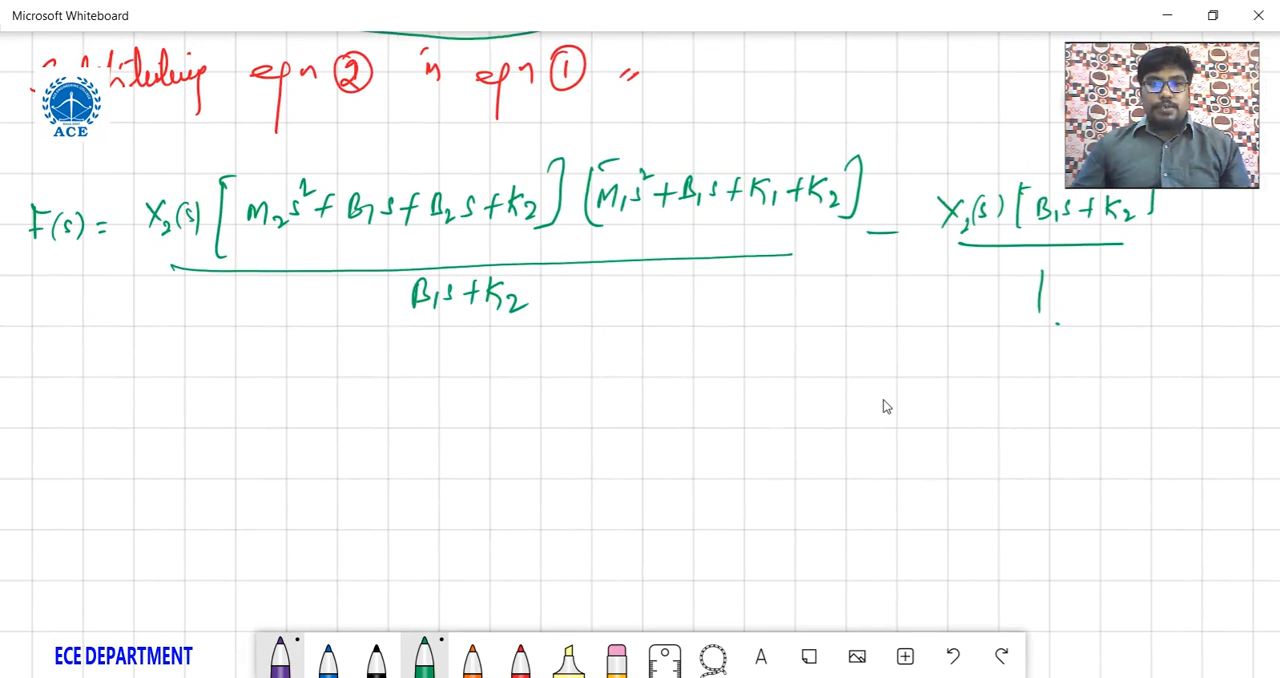 Microsoft Whiteboard
eqn ② in eqn ① "
F(s) = X₂(s) [M₂s² + B₁s + B₂s + K₂] [M₁s² + B₁s + K₁ + K₂] — X₂(s) [B₁s + K₂]
B₁s + K₂ 1
ACE
ECE DEPARTMENT
A